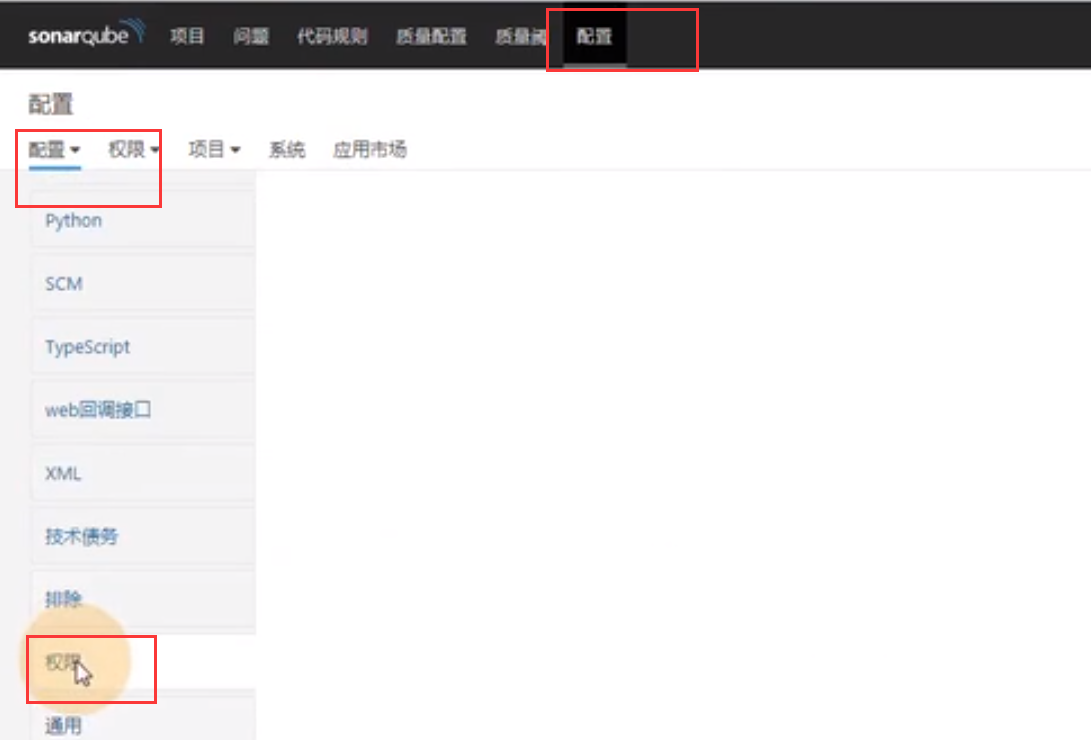 sonarqube 项目 问题 代码规则 质量配置 质量阈 配置
配置
配置 权限 项目 系统 应用市场
Python
SCM
TypeScript
web回调接口
XML
技术债务
排除
权限
通用